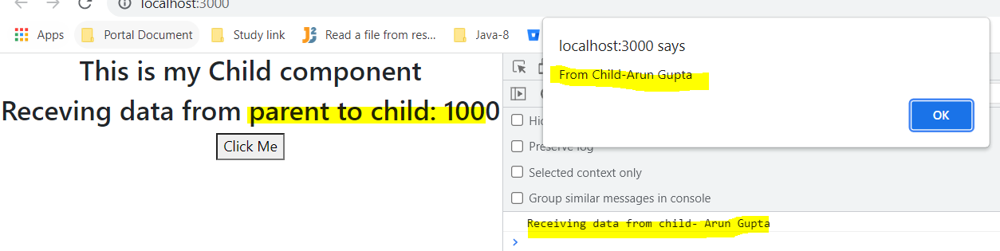 localhost:3000
Apps Portal Document Study link Read a file from res... Java-8
This is my Child component
Receving data from parent to child: 1000
Click Me
localhost:3000 says
From Child-Arun Gupta
OK
Preserve log
Selected context only
Group similar messages in console
Receiving data from child- Arun Gupta